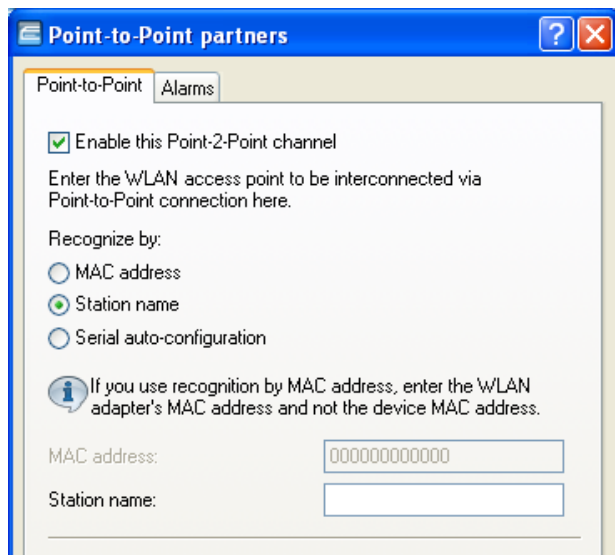 Point-to-Point partners
Point-to-Point
Alarms
Enable this Point-2-Point channel
Enter the WLAN access point to be interconnected via
Point-to-Point connection here.
Recognize by:
MAC address
Station name
Serial auto-configuration
If you use recognition by MAC address, enter the WLAN
adapter's MAC address and not the device MAC address.
MAC address: 000000000000
Station name: